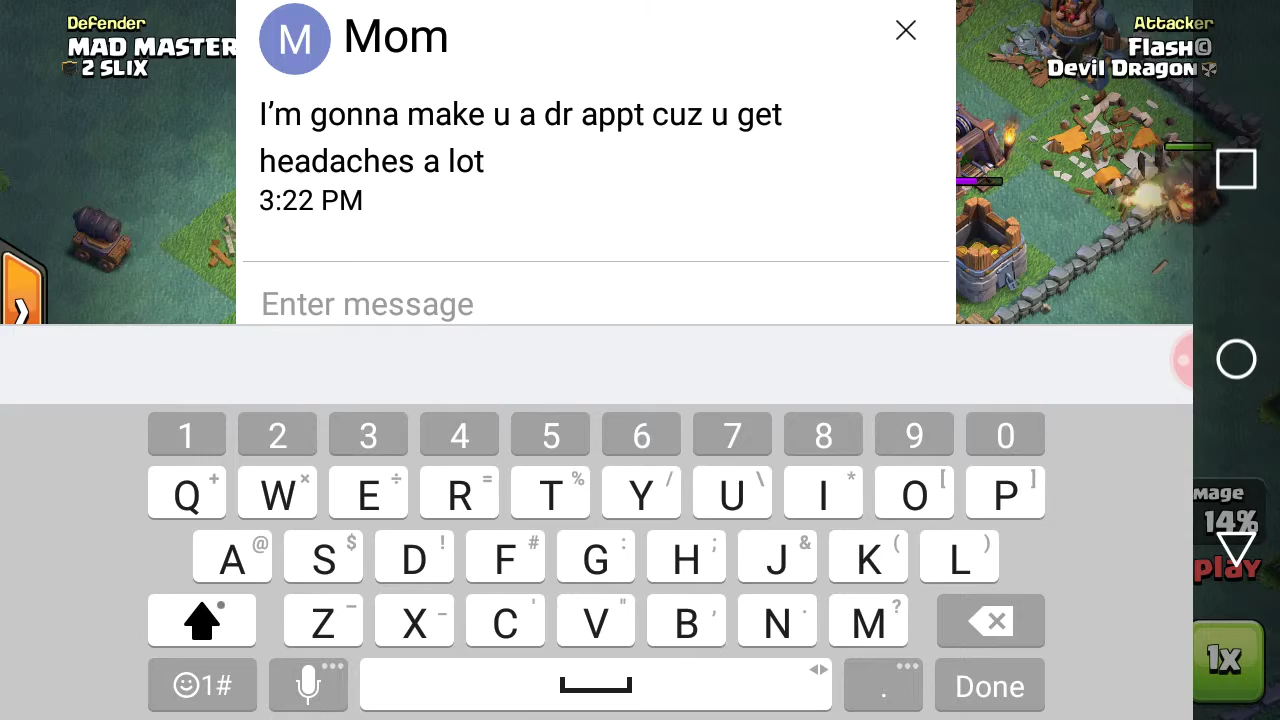 Defender
MAD MASTER
2 SLIX
M Mom
I'm gonna make u a dr appt cuz u get
headaches a lot
3:22 PM
Enter message
Attacker
Flash@
Devil Dragon
mage
14%
play
1x
1 2 3 4 5 6 7 8 9 0
Q + W × E ÷ R = T % Y / U \ I * O [ P ]
A @ S $ D ! F # G : H ; J & K ( L )
Z - X _ C ' V " B , N . M ?
1# . Done